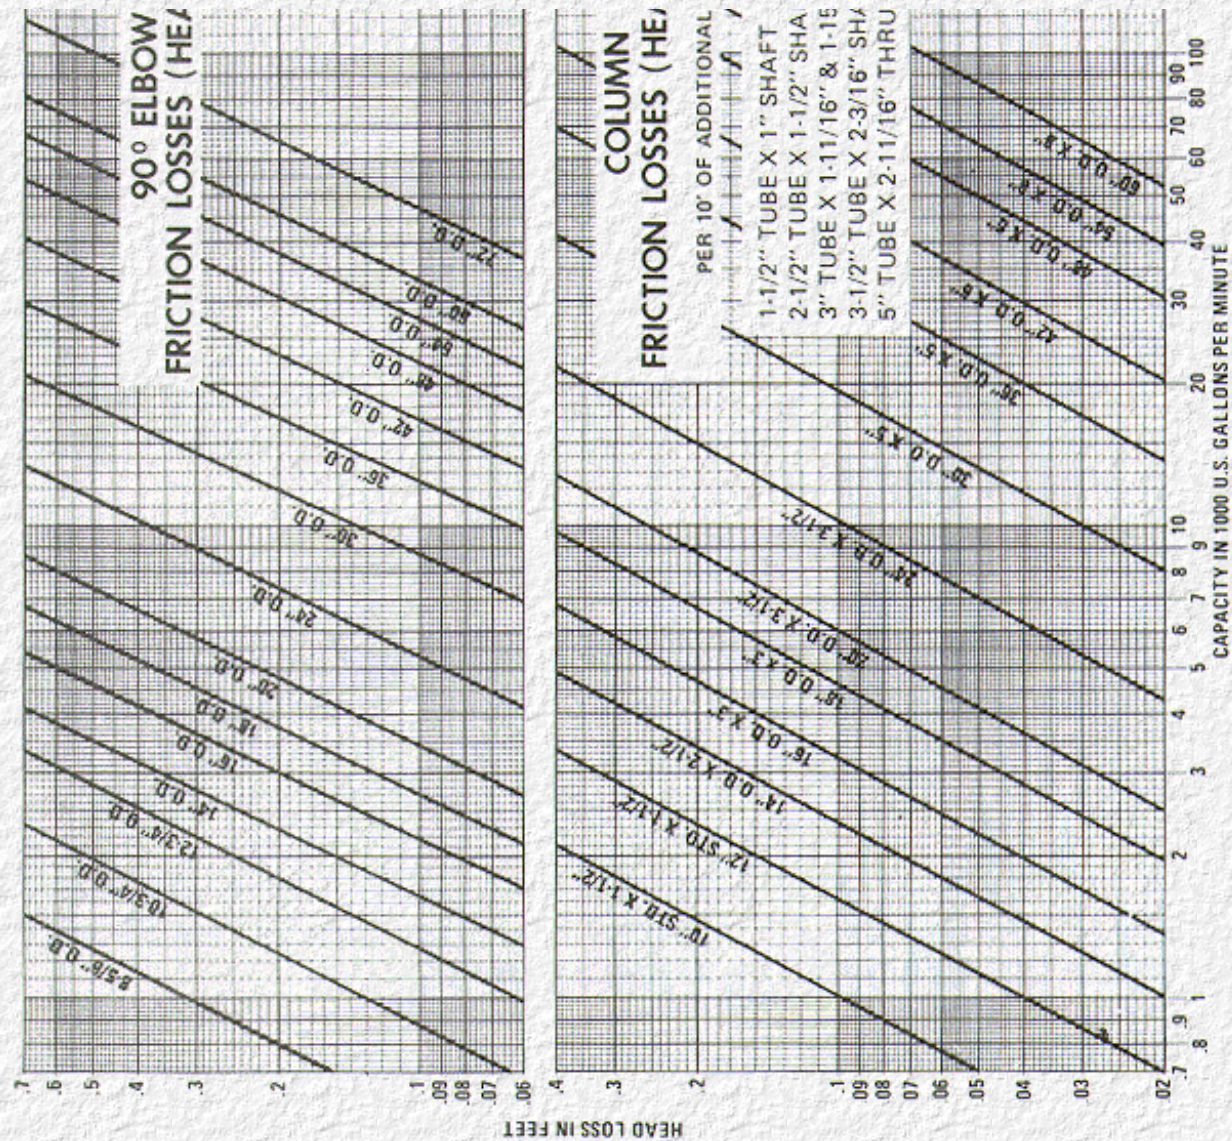 90° ELBOW
FRICTION LOSSES (HEA
72" O.D.
60" O.D
54" O.D
48" O.D.
42" O.D
36" O.D.
30" O.D
24" O.D.
20" O.D
18" O.D
16" O.D.
14" O.D
12-3/4" O.D
10-3/4" O.D.
8-5/8" O.D
.7 .6 .5 .4 .3 .2 .1 .09 .08 .07 .06
COLUMN
FRICTION LOSSES (HEA
PER 10' OF ADDITIONAL
1-1/2" TUBE X 1" SHAFT
2-1/2" TUBE X 1-1/2" SHA
3" TUBE X 1-11/16" & 1-15
3-1/2" TUBE X 2-3/16" SHA
5" TUBE X 2-11/16" THRU
60" O.D X 8"
54" O.D X 8"
48" O.D X 8"
42" O.D X 6"
36" O.D. X 5"
30" O.D X 5"
24" O.D X 3-1/2"
20" O.D. X 3-1/2"
18" O.D X 3"
16" O.D. X 3"
14" O.D. X 2-1/2"
12" STD. X 1-1/2"
10" STD. X 1-1/2"
.4 .3 .2 .1 .09 .08 .07 .06 .05 .04 .03 .02
HEAD LOSS IN FEET
.7 .8 .9 1 2 3 4 5 6 7 8 9 10 20 30 40 50 60 70 80 90 100
CAPACITY IN 1000 U.S. GALLONS PER MINUTE